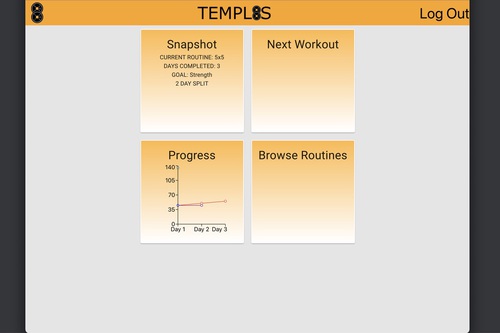 TEMPLOS
Log Out
Snapshot
CURRENT ROUTINE: 5x5
DAYS COMPLETED: 3
GOAL: Strength
2 DAY SPLIT
Next Workout
Progress
140
105
70
35
0
Day 1 Day 2 Day 3
Browse Routines